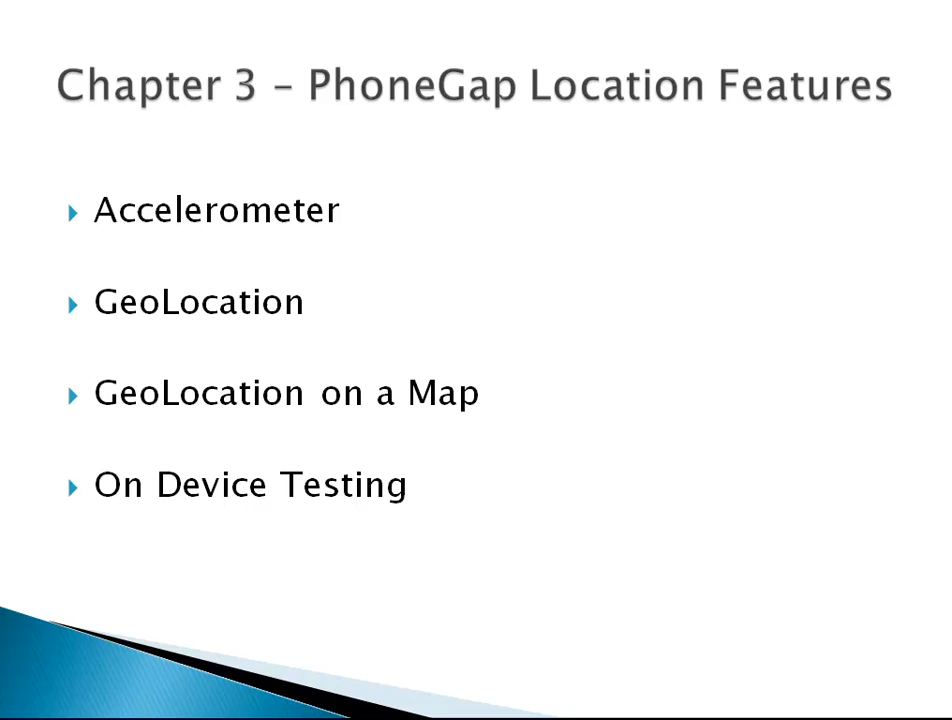 Chapter 3 – PhoneGap Location Features
Accelerometer
GeoLocation
GeoLocation on a Map
On Device Testing